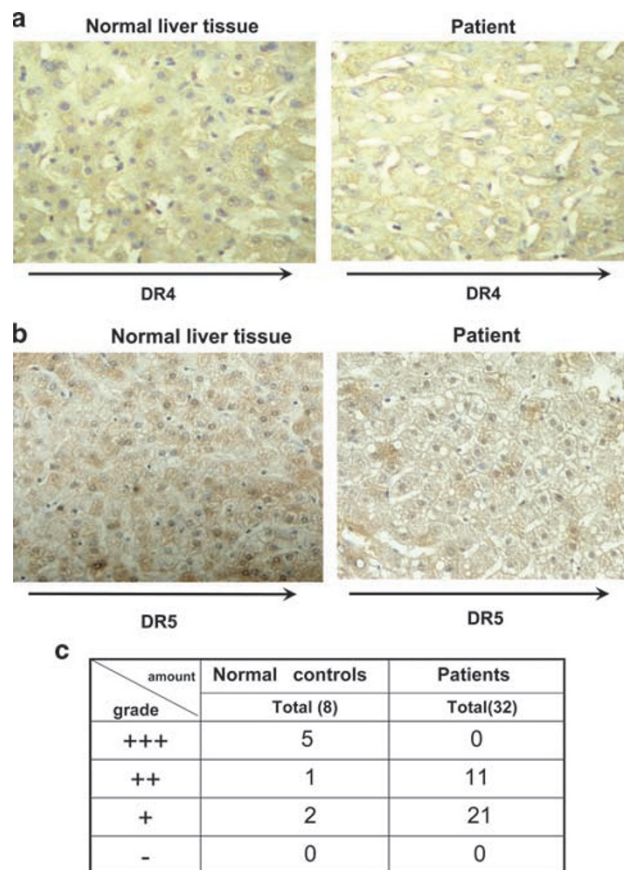 a
Normal liver tissue Patient
DR4 DR4
b
Normal liver tissue Patient
DR5 DR5
c
amount Normal controls Patients
grade Total (8) Total(32)
+++ 5 0
++ 1 11
+ 2 21
- 0 0